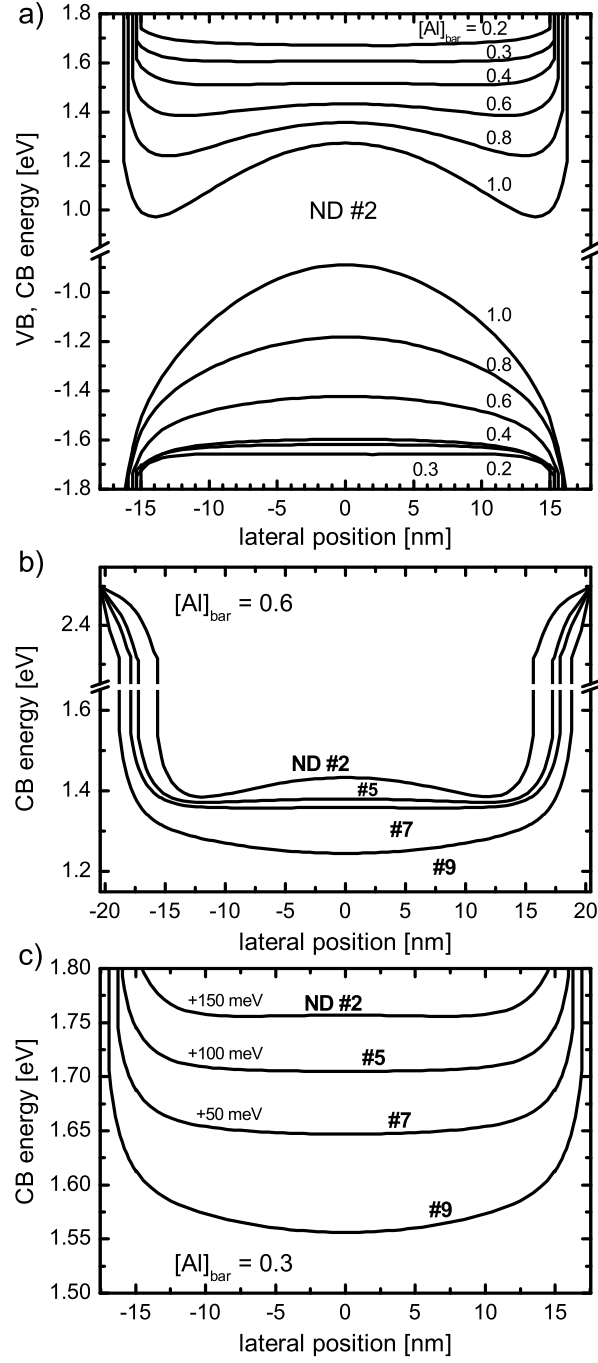 a)
1.8
1.6
1.4
1.2
1.0
-1.0
-1.2
-1.4
-1.6
-1.8
VB, CB energy [eV]
[Al]bar = 0.2
0.3
0.4
0.6
0.8
1.0
ND #2
1.0
0.8
0.6
0.4
0.3 0.2
-15 -10 -5 0 5 10 15
lateral position [nm]
b)
[Al]bar = 0.6
2.4
1.6
1.4
1.2
CB energy [eV]
ND #2
#5
#7
#9
-20 -15 -10 -5 0 5 10 15 20
lateral position [nm]
c)
1.80
1.75
1.70
1.65
1.60
1.55
1.50
CB energy [eV]
+150 meV ND #2
+100 meV #5
+50 meV #7
#9
[Al]bar = 0.3
-15 -10 -5 0 5 10 15
lateral position [nm]